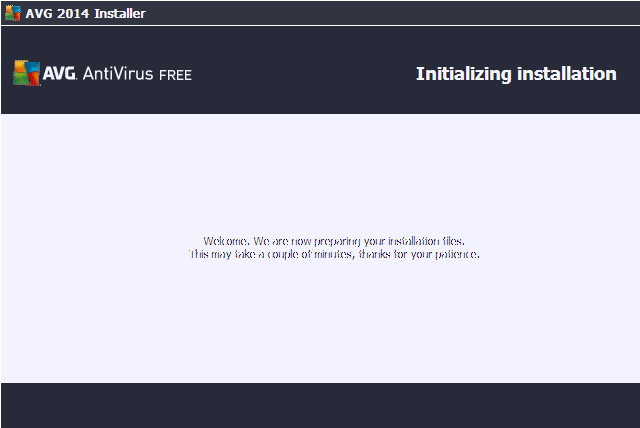 AVG 2014 Installer
AVG. AntiVirus FREE
Initializing installation
Welcome. We are now preparing your installation files.
This may take a couple of minutes, thanks for your patience.